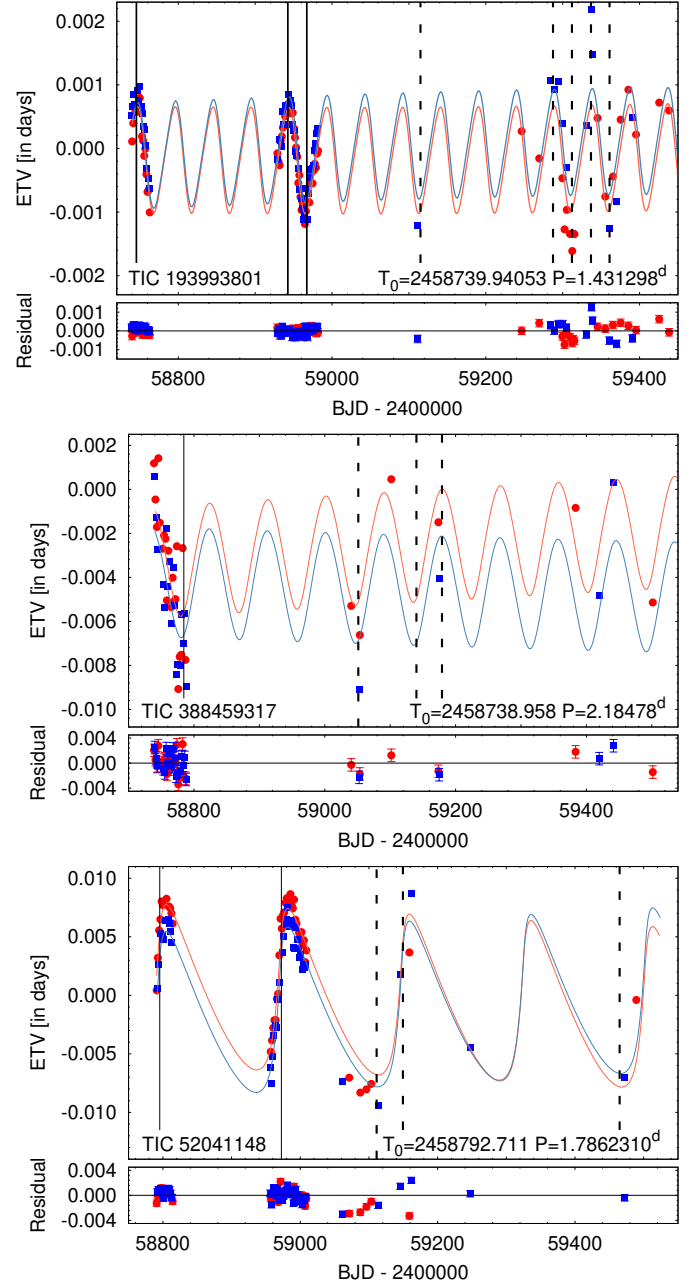 0.002
0.001
0.000
-0.001
-0.002
ETV [in days]
TIC 193993801 T₀=2458739.94053 P=1.431298ᵈ
0.001
0.000
-0.001
Residual
58800 59000 59200 59400
BJD - 2400000
0.002
0.000
-0.002
-0.004
-0.006
-0.008
-0.010
ETV [in days]
TIC 388459317 T₀=2458738.958 P=2.18478ᵈ
0.004
0.000
-0.004
Residual
58800 59000 59200 59400
BJD - 2400000
0.010
0.005
0.000
-0.005
-0.010
ETV [in days]
TIC 52041148 T₀=2458792.711 P=1.7862310ᵈ
0.004
0.000
-0.004
Residual
58800 59000 59200 59400
BJD - 2400000